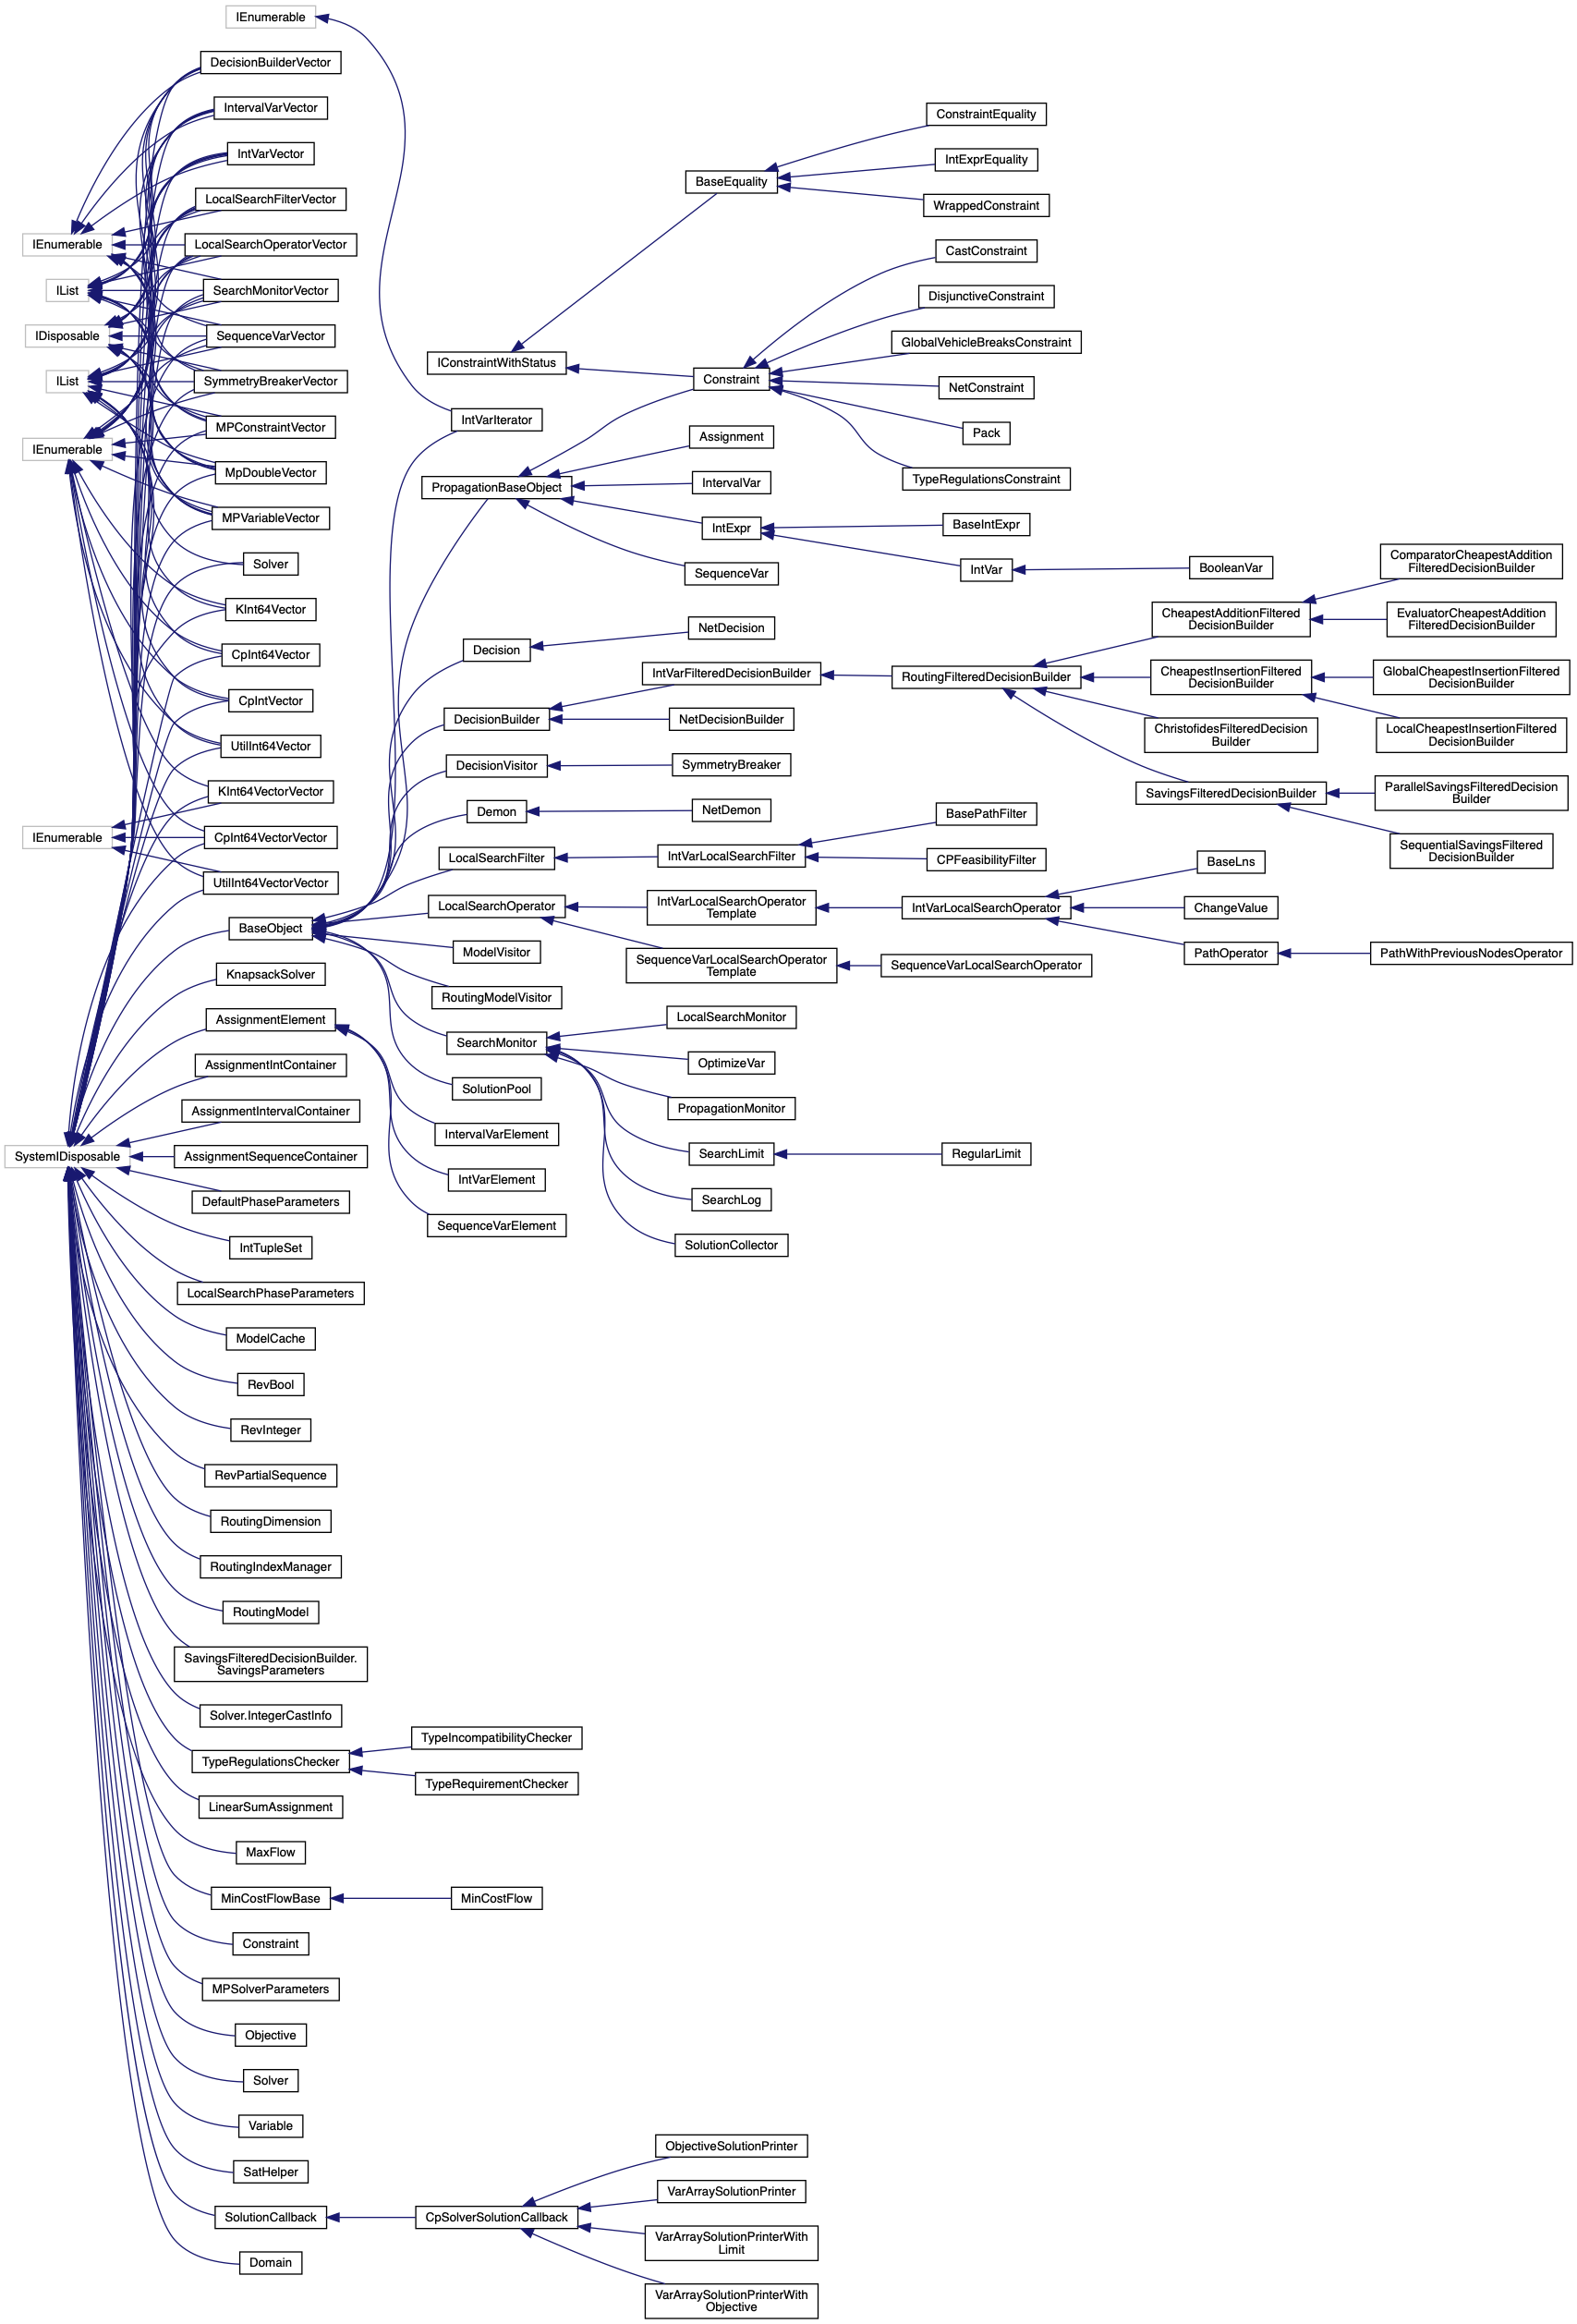 IEnumerable
DecisionBuilderVector
IntervalVarVector
IntVarVector
LocalSearchFilterVector
IEnumerable
LocalSearchOperatorVector
IList
SearchMonitorVector
IDisposable
SequenceVarVector
IList
SymmetryBreakerVector
MPConstraintVector
IEnumerable
MpDoubleVector
MPVariableVector
Solver
KInt64Vector
CpInt64Vector
CpIntVector
UtilInt64Vector
KInt64VectorVector
IEnumerable
CpInt64VectorVector
UtilInt64VectorVector
BaseObject
KnapsackSolver
AssignmentElement
AssignmentIntContainer
AssignmentIntervalContainer
SystemIDisposable
AssignmentSequenceContainer
DefaultPhaseParameters
IntTupleSet
LocalSearchPhaseParameters
ModelCache
RevBool
RevInteger
RevPartialSequence
RoutingDimension
RoutingIndexManager
RoutingModel
SavingsFilteredDecisionBuilder.
SavingsParameters
Solver.IntegerCastInfo
TypeRegulationsChecker
LinearSumAssignment
MaxFlow
MinCostFlowBase
Constraint
MPSolverParameters
Objective
Solver
Variable
SatHelper
SolutionCallback
Domain
IConstraintWithStatus
IntVarIterator
PropagationBaseObject
Decision
DecisionBuilder
DecisionVisitor
Demon
LocalSearchFilter
LocalSearchOperator
ModelVisitor
RoutingModelVisitor
SearchMonitor
SolutionPool
IntervalVarElement
IntVarElement
SequenceVarElement
TypeIncompatibilityChecker
TypeRequirementChecker
MinCostFlow
CpSolverSolutionCallback
BaseEquality
Constraint
Assignment
IntervalVar
IntExpr
SequenceVar
NetDecision
IntVarFilteredDecisionBuilder
NetDecisionBuilder
SymmetryBreaker
NetDemon
IntVarLocalSearchFilter
IntVarLocalSearchOperator
Template
SequenceVarLocalSearchOperator
Template
LocalSearchMonitor
OptimizeVar
PropagationMonitor
SearchLimit
SearchLog
SolutionCollector
ObjectiveSolutionPrinter
VarArraySolutionPrinter
VarArraySolutionPrinterWith
Limit
VarArraySolutionPrinterWith
Objective
ConstraintEquality
IntExprEquality
WrappedConstraint
CastConstraint
DisjunctiveConstraint
GlobalVehicleBreaksConstraint
NetConstraint
Pack
TypeRegulationsConstraint
BaseIntExpr
IntVar
RoutingFilteredDecisionBuilder
BasePathFilter
CPFeasibilityFilter
IntVarLocalSearchOperator
SequenceVarLocalSearchOperator
RegularLimit
BooleanVar
CheapestAdditionFiltered
DecisionBuilder
CheapestInsertionFiltered
DecisionBuilder
ChristofidesFilteredDecision
Builder
SavingsFilteredDecisionBuilder
BaseLns
ChangeValue
PathOperator
ComparatorCheapestAddition
FilteredDecisionBuilder
EvaluatorCheapestAddition
FilteredDecisionBuilder
GlobalCheapestInsertionFiltered
DecisionBuilder
LocalCheapestInsertionFiltered
DecisionBuilder
ParallelSavingsFilteredDecision
Builder
SequentialSavingsFiltered
DecisionBuilder
PathWithPreviousNodesOperator